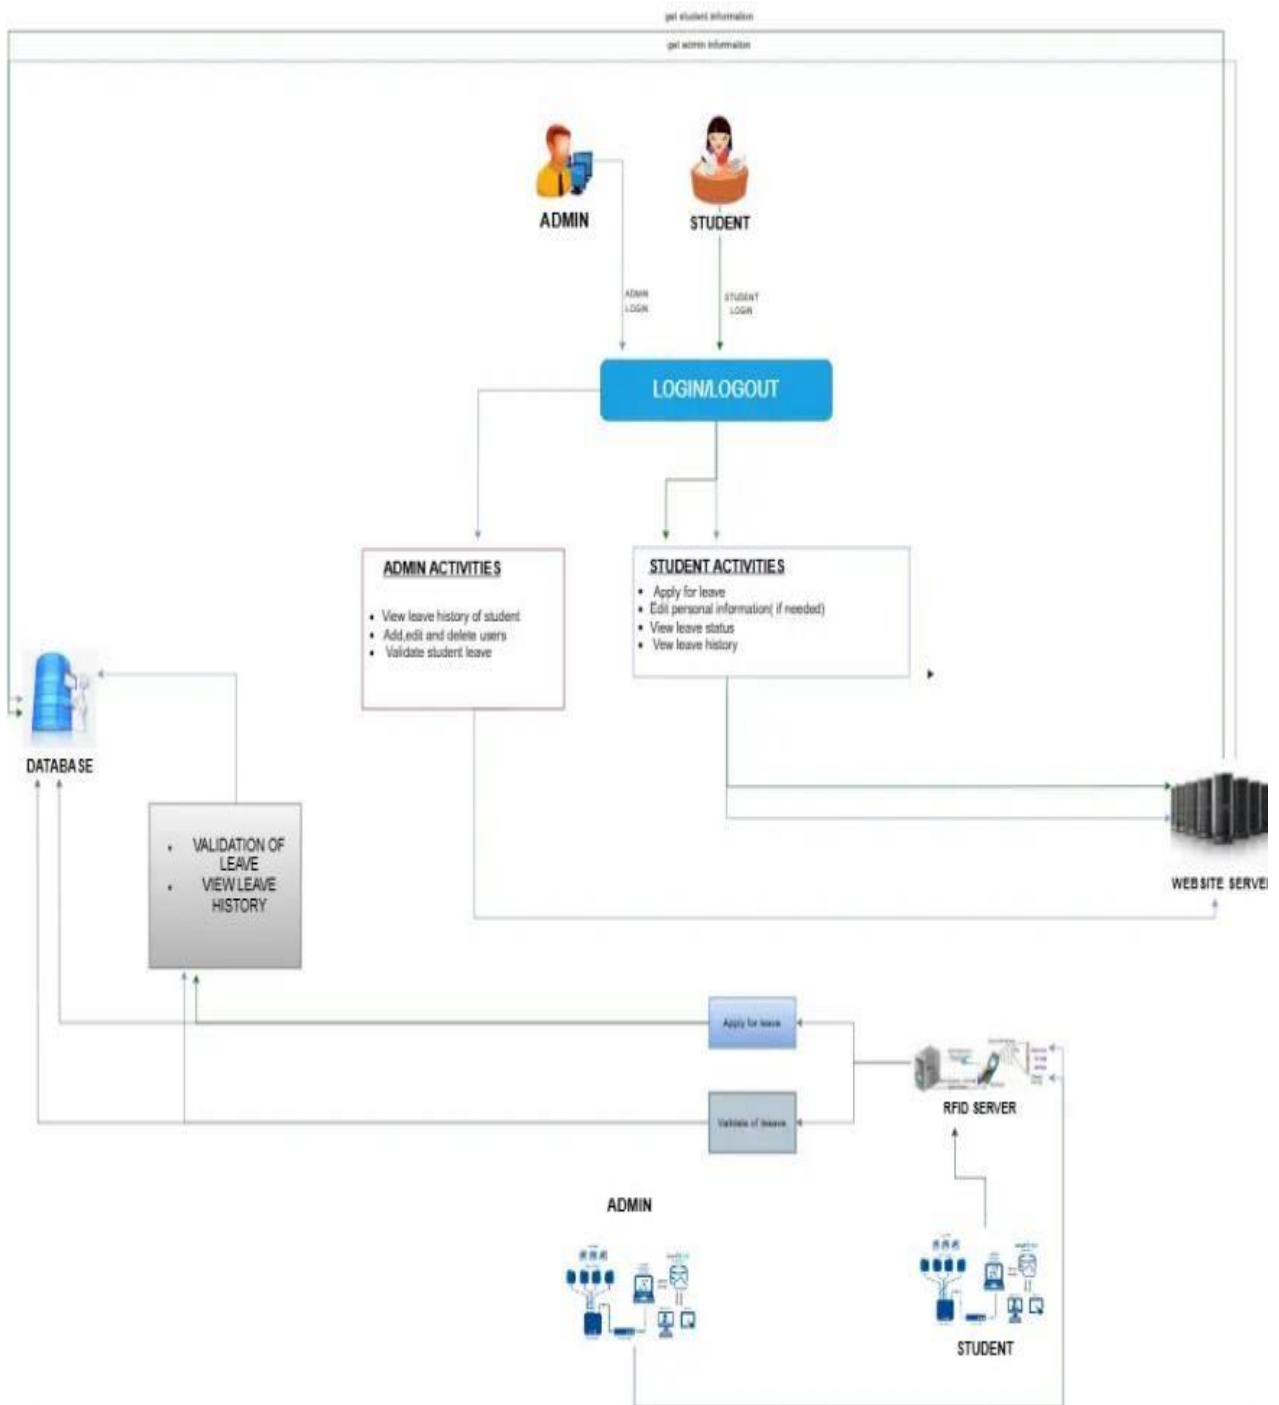 get student information
get admin information
ADMIN
STUDENT
ADMIN
LOGIN
STUDENT
LOGIN
LOGIN/LOGOUT
ADMIN ACTIVITIES
• View leave history of student
• Add,edit and delete users
• Validate student leave
STUDENT ACTIVITIES
• Apply for leave
• Edit personal information( if needed)
• View leave status
• Vew leave history
DATABASE
• VALIDATION OF
LEAVE
• VIEW LEAVE
HISTORY
WEBSITE SERVER
Apply for leave
RFID SERVER
Validate of leeave
ADMIN
STUDENT